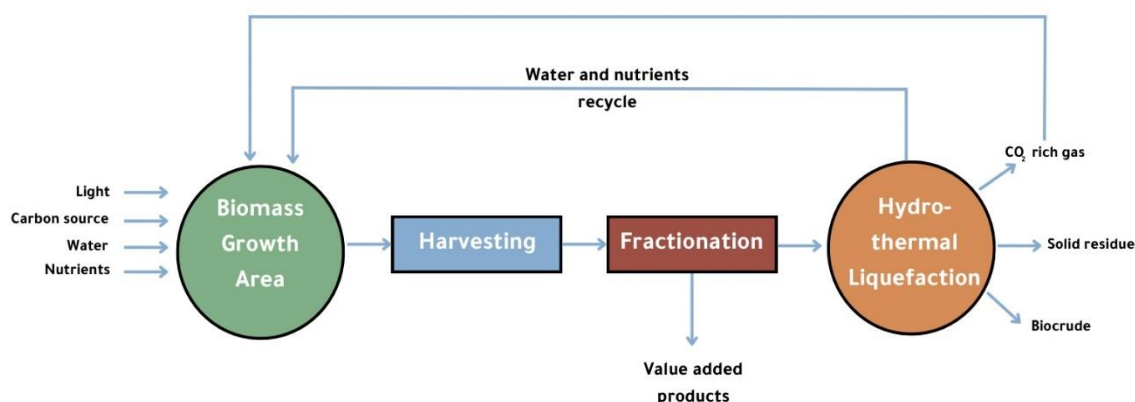 Water and nutrients
recycle
CO₂ rich gas
Light
Carbon source
Water
Nutrients
Biomass
Growth
Area
Harvesting
Fractionation
Hydro-
thermal
Liquefaction
Solid residue
Biocrude
Value added
products